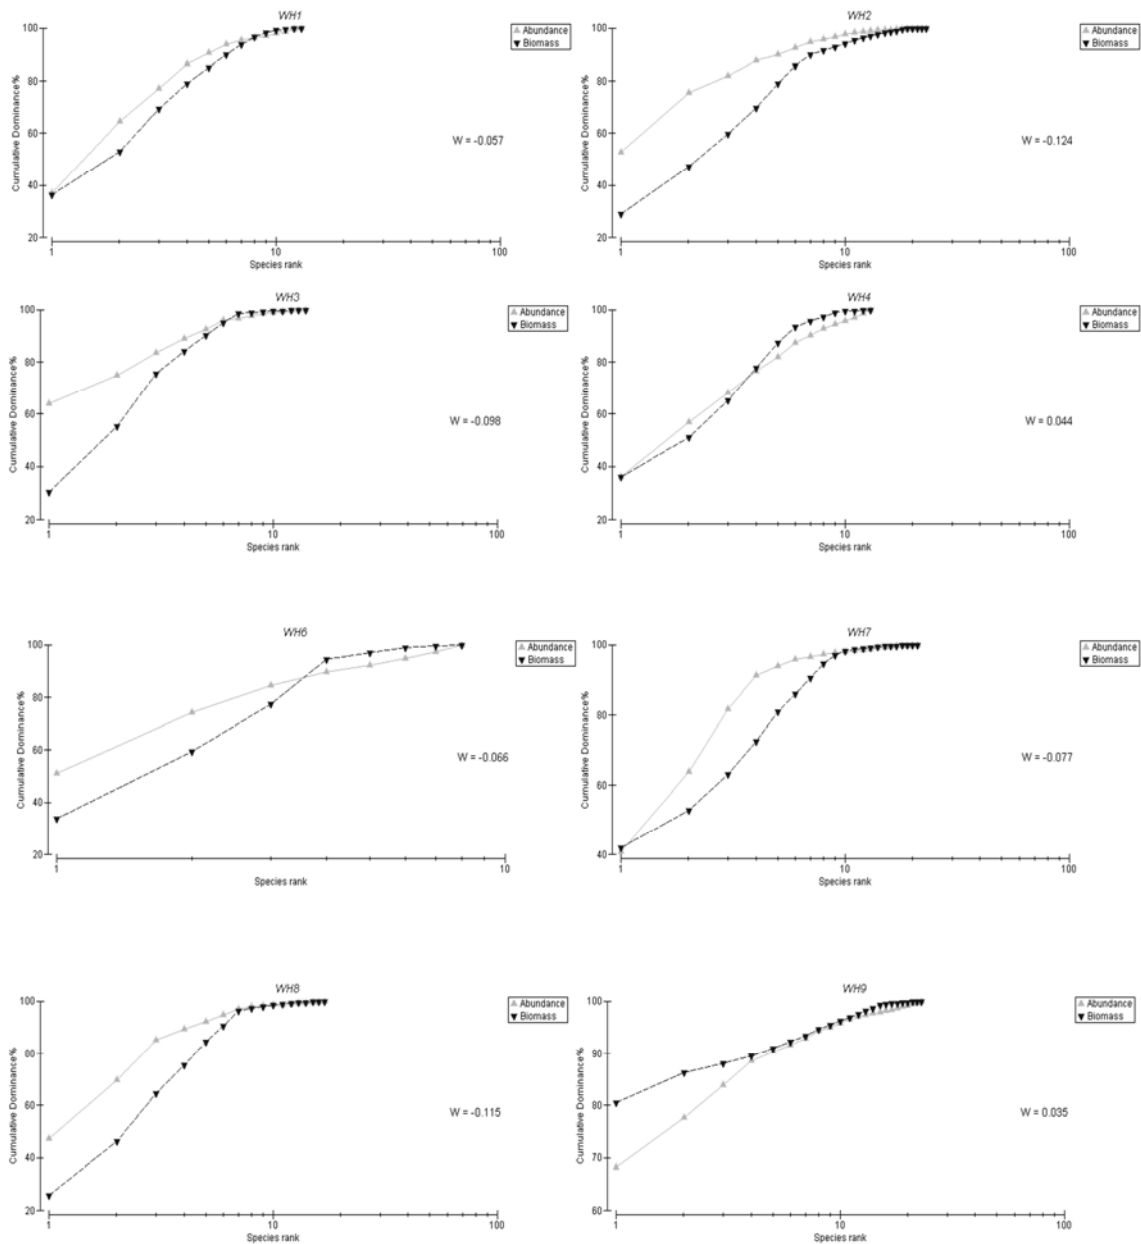 WH1
Abundance
Biomass
Cumulative Dominance%
100
80
60
40
20
W = -0.057
1
10
100
Species rank
WH2
Abundance
Biomass
Cumulative Dominance%
100
80
60
40
20
W = -0.124
1
10
100
Species rank
WH3
Abundance
Biomass
Cumulative Dominance%
100
80
60
40
20
W = -0.098
1
10
100
Species rank
WH4
Abundance
Biomass
Cumulative Dominance%
100
80
60
40
20
W = 0.044
1
10
100
Species rank
WH6
Abundance
Biomass
Cumulative Dominance%
100
80
60
40
20
W = -0.066
1
10
Species rank
WH7
Abundance
Biomass
Cumulative Dominance%
100
80
60
40
W = -0.077
1
10
100
Species rank
WH8
Abundance
Biomass
Cumulative Dominance%
100
80
60
40
20
W = -0.115
1
10
100
Species rank
WH9
Abundance
Biomass
Cumulative Dominance%
100
90
80
70
60
W = 0.035
1
10
100
Species rank